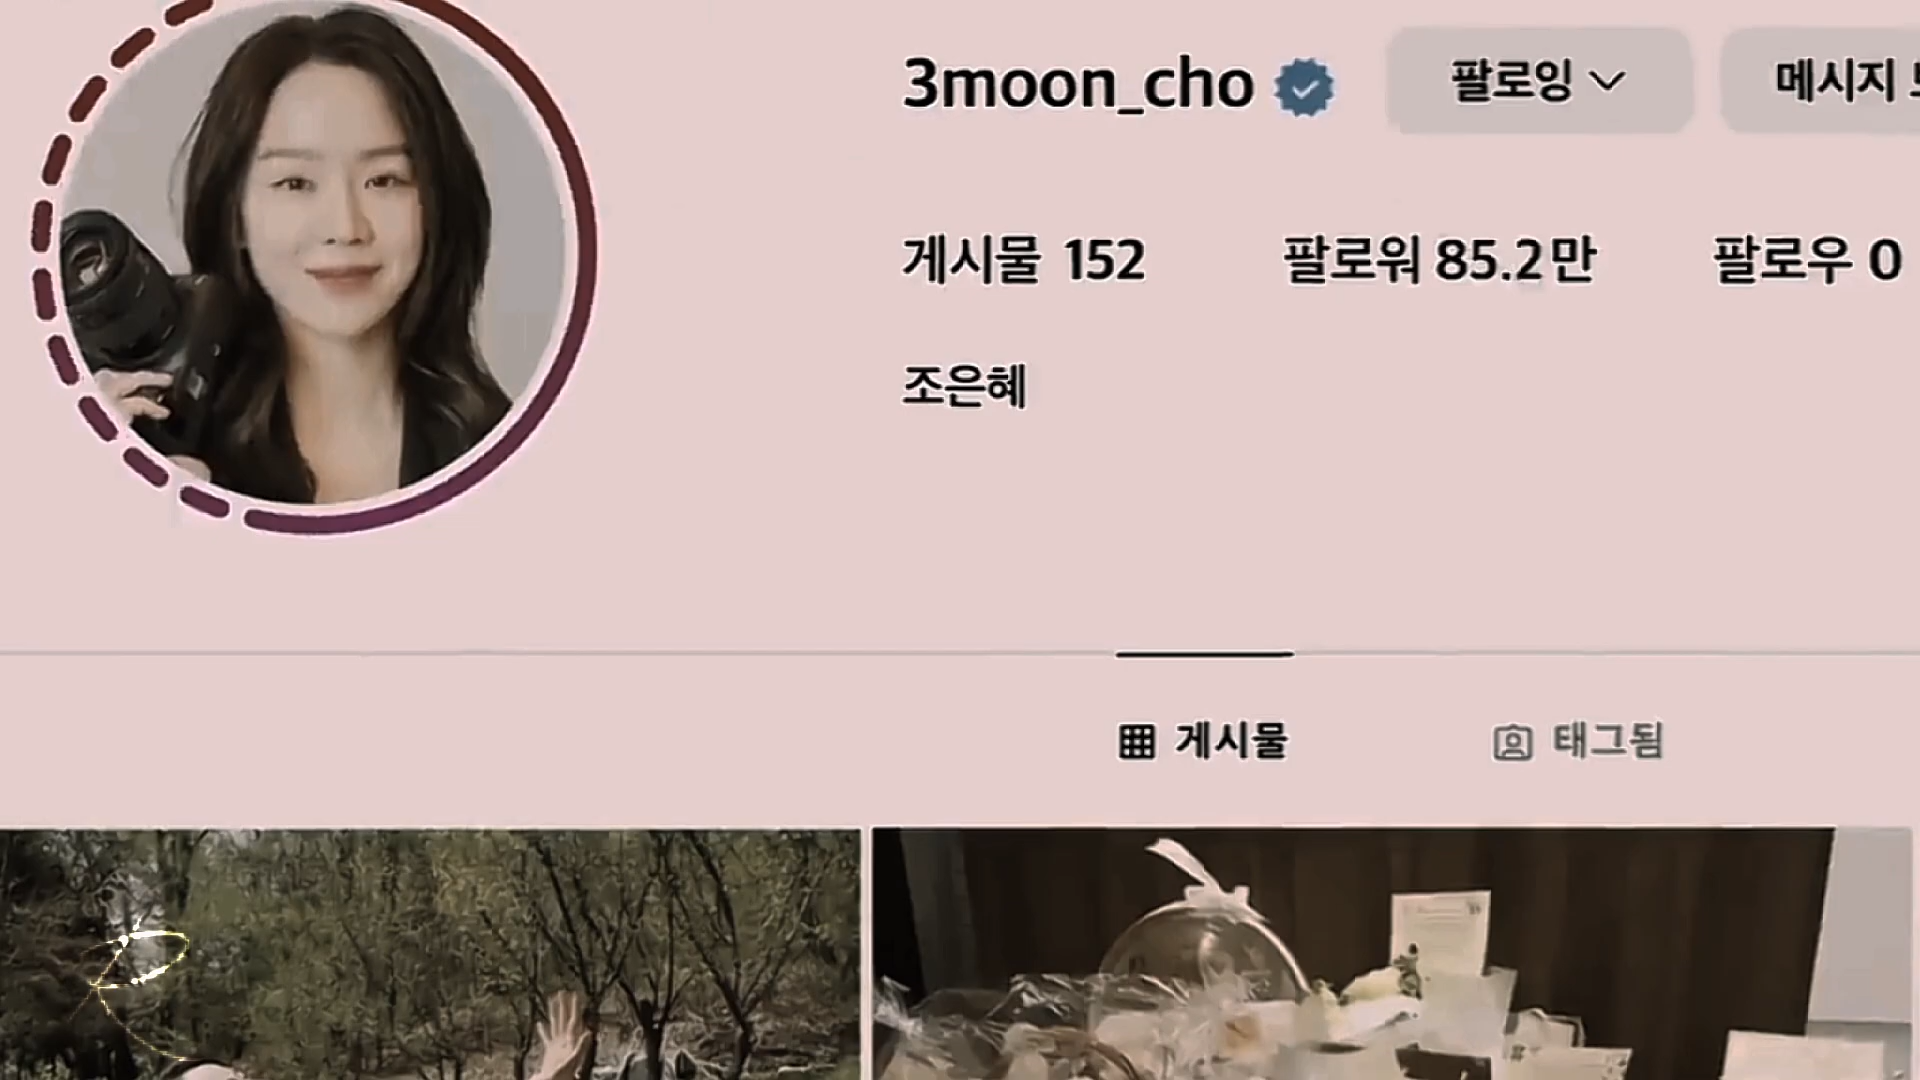 3moon_cho 팔로잉 메시지
게시물 152 팔로워 85.2만 팔로우 0
조은혜
게시물 태그됨